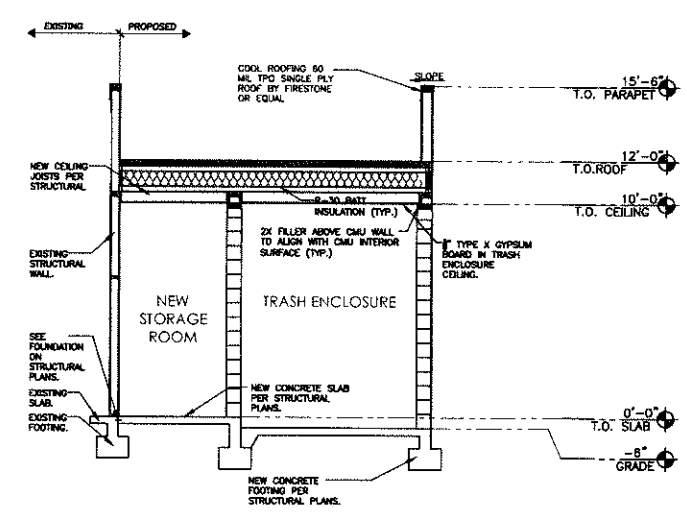 EXISTING
PROPOSED
COOL ROOFING 60
MIL TPO SINGLE PLY
ROOF BY FIRESTONE
OR EQUAL
SLOPE
15'-6"
T.O. PARAPET
12'-0"
T.O.ROOF
10'-0"
T.O. CEILING
NEW CEILING
JOISTS PER
STRUCTURAL
R-30 BATT
INSULATION (TYP.)
2X FILLER ABOVE CMU WALL
TO ALIGN WITH CMU INTERIOR
SURFACE (TYP.)
TYPE X GYPSUM
BOARD IN TRASH
ENCLOSURE
CEILING.
EXISTING
STRUCTURAL
WALL.
NEW
STORAGE
ROOM
TRASH ENCLOSURE
SEE
FOUNDATION
ON
STRUCTURAL
PLANS.
EXISTING
SLAB.
EXISTING
FOOTING.
NEW CONCRETE SLAB
PER STRUCTURAL
PLANS.
0'-0"
T.O. SLAB
-8"
GRADE
NEW CONCRETE
FOOTING PER
STRUCTURAL PLANS.